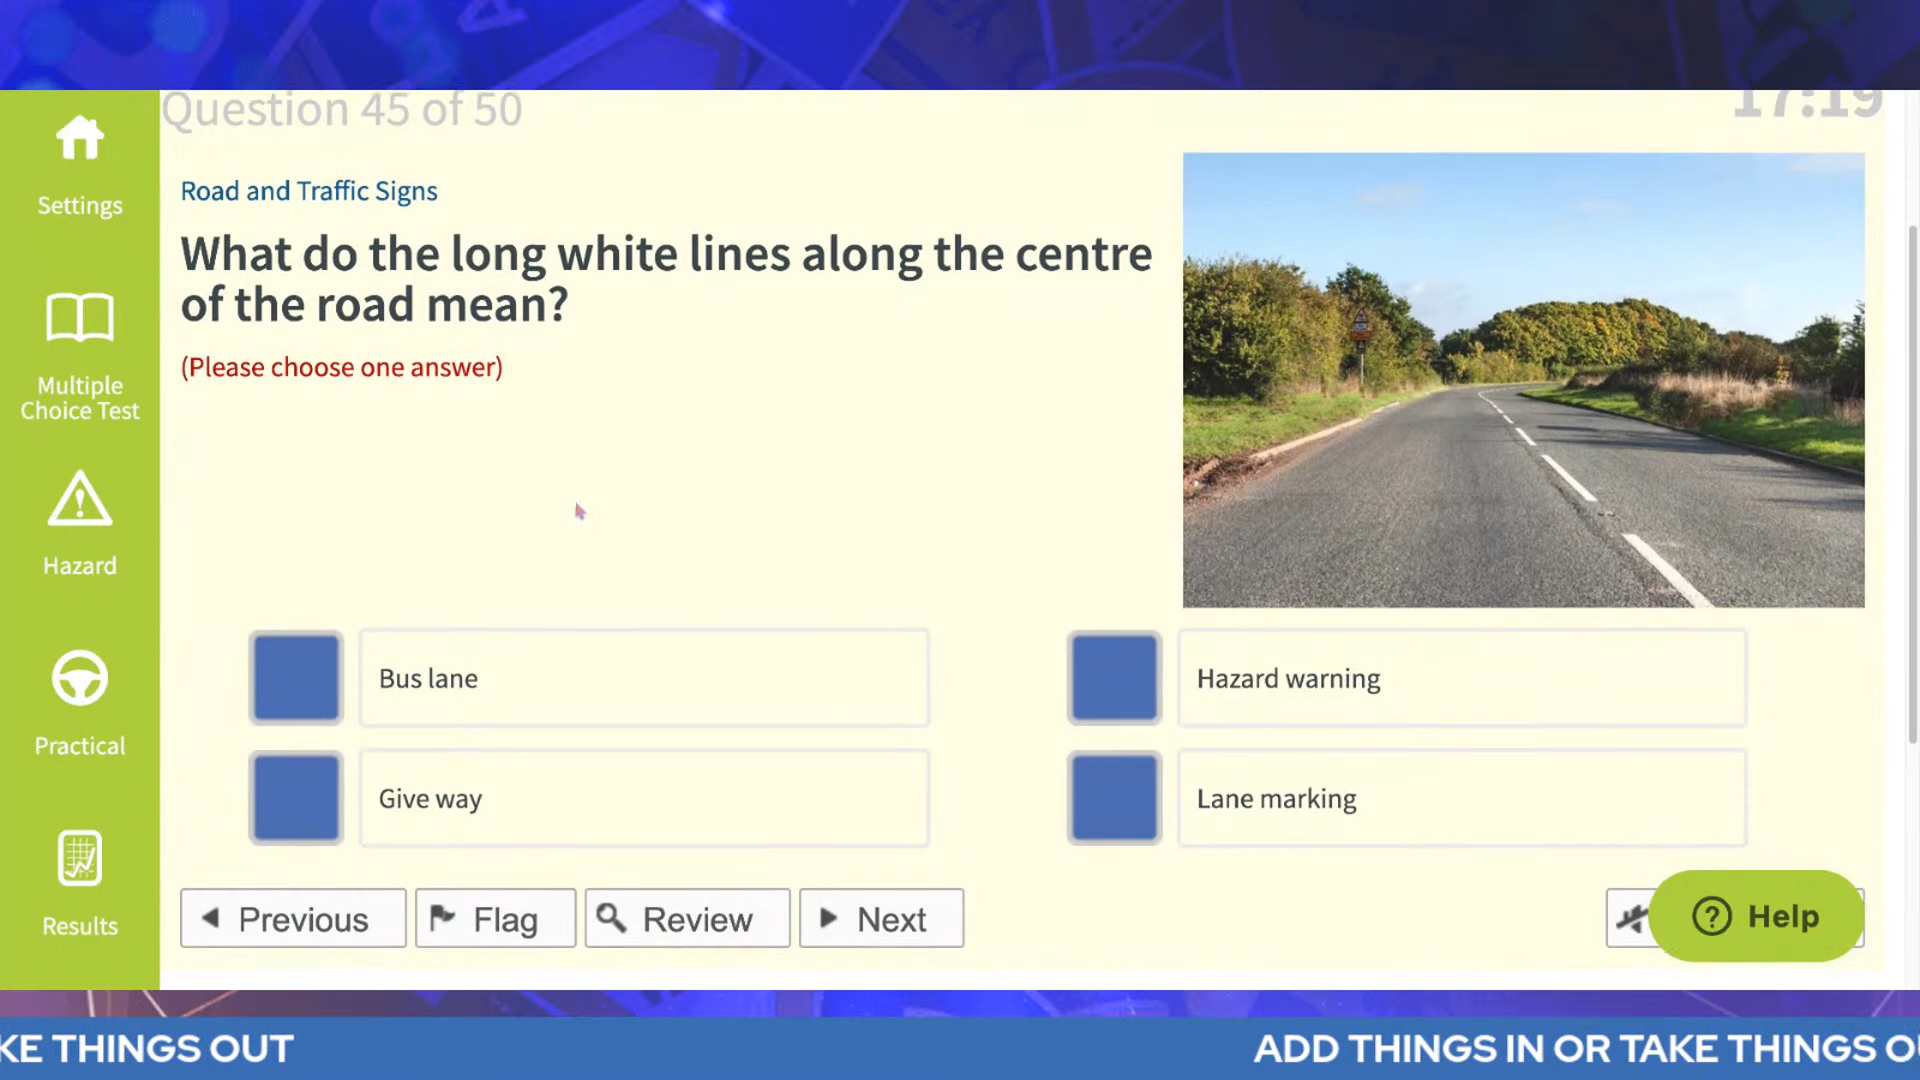 Question 45 of 50
17:19
Settings
Multiple
Choice Test
Hazard
Practical
Results
Road and Traffic Signs
What do the long white lines along the centre
of the road mean?
(Please choose one answer)
Bus lane
Hazard warning
Give way
Lane marking
Previous
Flag
Review
Next
Help
KE THINGS OUT
ADD THINGS IN OR TAKE THINGS O